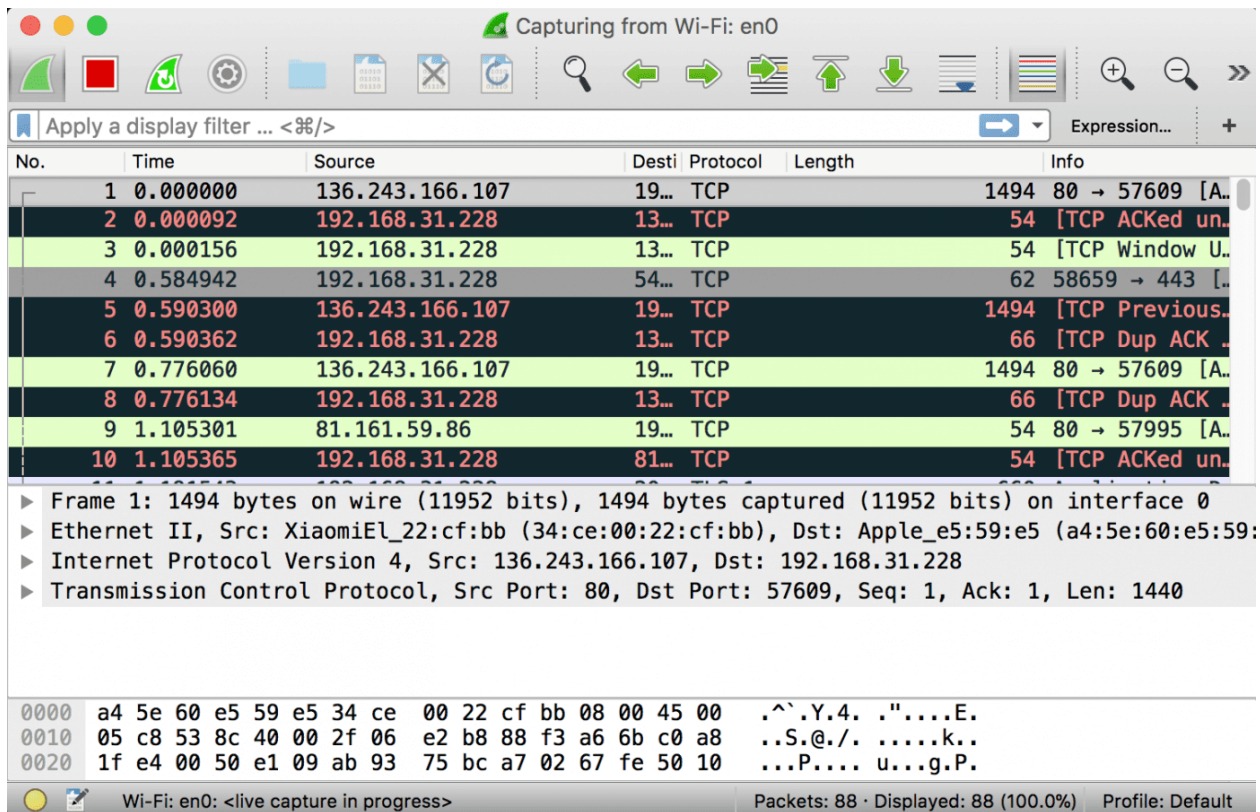 Capturing from Wi-Fi: en0
Apply a display filter ... <⌘/>
Expression...
+
No. Time Source Desti Protocol Length Info
1 0.000000 136.243.166.107 19… TCP 1494 80 → 57609 [A…
2 0.000092 192.168.31.228 13… TCP 54 [TCP ACKed un…
3 0.000156 192.168.31.228 13… TCP 54 [TCP Window U…
4 0.584942 192.168.31.228 54… TCP 62 58659 → 443 […
5 0.590300 136.243.166.107 19… TCP 1494 [TCP Previous…
6 0.590362 192.168.31.228 13… TCP 66 [TCP Dup ACK …
7 0.776060 136.243.166.107 19… TCP 1494 80 → 57609 [A…
8 0.776134 192.168.31.228 13… TCP 66 [TCP Dup ACK …
9 1.105301 81.161.59.86 19… TCP 54 80 → 57995 [A…
10 1.105365 192.168.31.228 81… TCP 54 [TCP ACKed un…
Frame 1: 1494 bytes on wire (11952 bits), 1494 bytes captured (11952 bits) on interface 0
Ethernet II, Src: XiaomiEl_22:cf:bb (34:ce:00:22:cf:bb), Dst: Apple_e5:59:e5 (a4:5e:60:e5:59:
Internet Protocol Version 4, Src: 136.243.166.107, Dst: 192.168.31.228
Transmission Control Protocol, Src Port: 80, Dst Port: 57609, Seq: 1, Ack: 1, Len: 1440
0000 a4 5e 60 e5 59 e5 34 ce 00 22 cf bb 08 00 45 00 .^`.Y.4. ."....E.
0010 05 c8 53 8c 40 00 2f 06 e2 b8 88 f3 a6 6b c0 a8 ..S.@./. .....k..
0020 1f e4 00 50 e1 09 ab 93 75 bc a7 02 67 fe 50 10 ...P.... u...g.P.
Wi-Fi: en0: <live capture in progress> Packets: 88 · Displayed: 88 (100.0%) Profile: Default